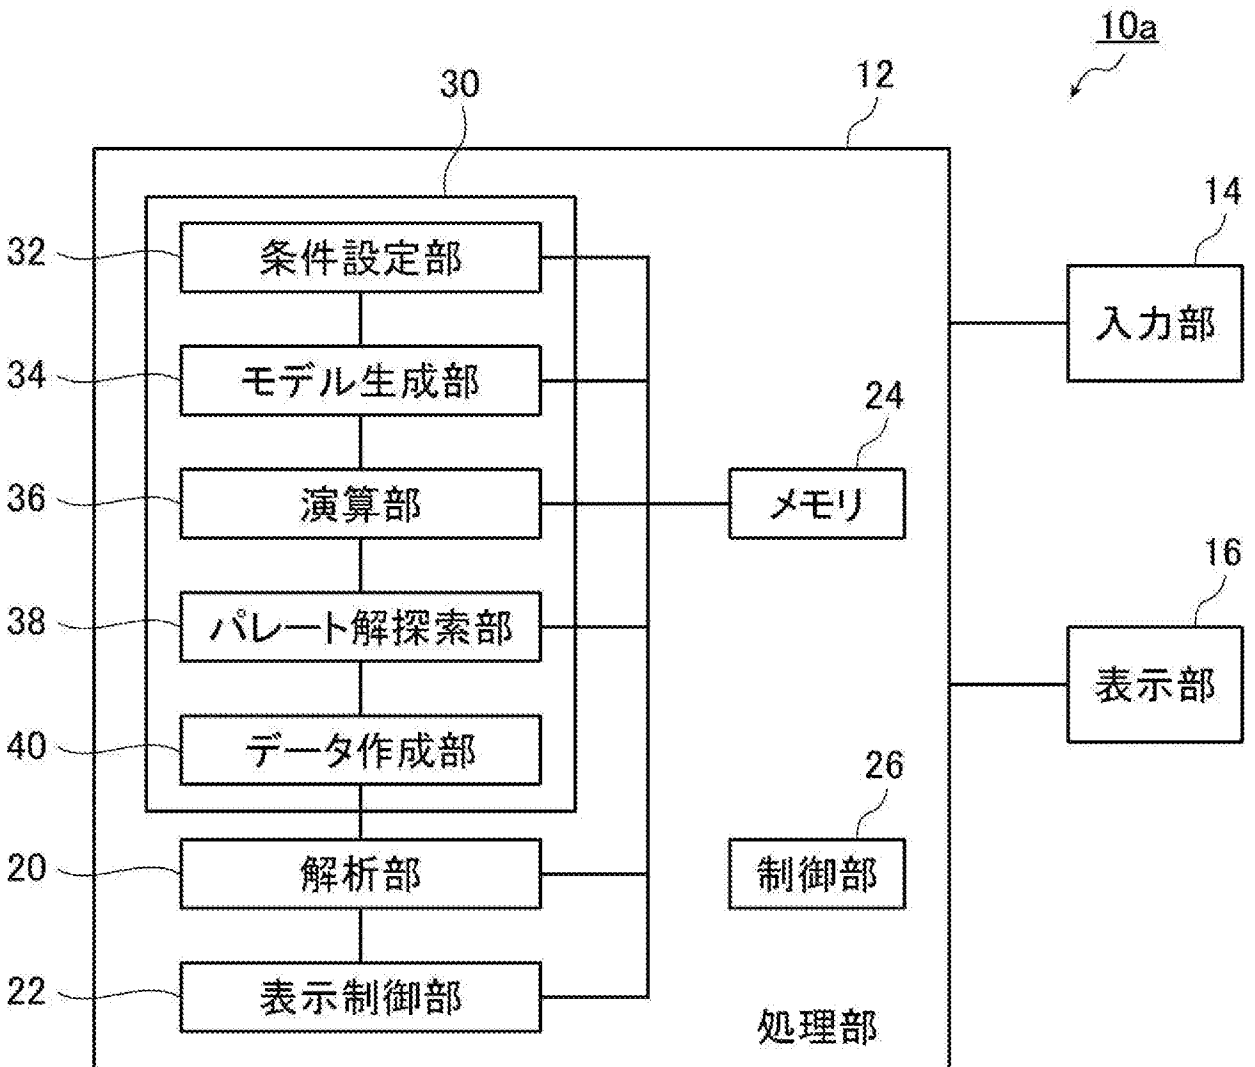 10a
12
30
14
32
条件設定部
入力部
34
モデル生成部
24
36
演算部
メモリ
16
38
パレート解探索部
表示部
40
データ作成部
26
20
解析部
制御部
22
表示制御部
処理部